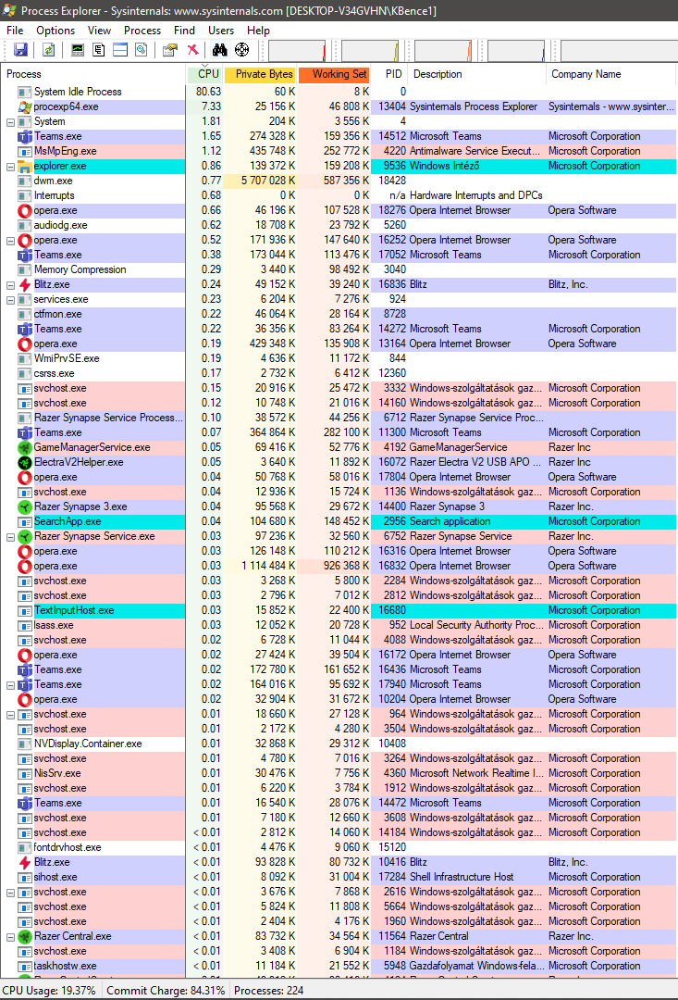 Process Explorer - Sysinternals: www.sysinternals.com [DESKTOP-V34GVHN\KBence1]
File Options View Process Find Users Help
Process CPU Private Bytes Working Set PID Description Company Name
System Idle Process 80.63 60 K 8 K 0
procexp64.exe 7.33 25 156 K 46 808 K 13404 Sysinternals Process Explorer Sysinternals - www.sysinter...
System 1.81 204 K 3 556 K 4
Teams.exe 1.65 274 328 K 159 356 K 14512 Microsoft Teams Microsoft Corporation
MsMpEng.exe 1.12 435 748 K 252 772 K 4220 Antimalware Service Execut... Microsoft Corporation
explorer.exe 0.86 139 372 K 159 208 K 9536 Windows Intéző Microsoft Corporation
dwm.exe 0.77 5 707 028 K 587 356 K 18428
Interrupts 0.68 0 K 0 K n/a Hardware Interrupts and DPCs
opera.exe 0.66 46 196 K 107 528 K 18276 Opera Internet Browser Opera Software
audiodg.exe 0.62 18 708 K 23 792 K 5260
opera.exe 0.52 171 936 K 147 640 K 16252 Opera Internet Browser Opera Software
Teams.exe 0.38 173 044 K 113 476 K 17052 Microsoft Teams Microsoft Corporation
Memory Compression 0.29 3 440 K 98 492 K 3040
Blitz.exe 0.24 49 152 K 39 240 K 16836 Blitz Blitz, Inc.
services.exe 0.23 6 204 K 7 276 K 924
ctfmon.exe 0.22 46 064 K 28 164 K 8728
Teams.exe 0.22 36 356 K 83 264 K 14272 Microsoft Teams Microsoft Corporation
opera.exe 0.19 429 348 K 135 908 K 13164 Opera Internet Browser Opera Software
WmiPrvSE.exe 0.19 4 636 K 11 172 K 844
csrss.exe 0.17 2 732 K 6 412 K 12360
svchost.exe 0.15 20 916 K 25 472 K 3332 Windows-szolgáltatások gaz... Microsoft Corporation
svchost.exe 0.12 10 748 K 21 016 K 14160 Windows-szolgáltatások gaz... Microsoft Corporation
Razer Synapse Service Process... 0.10 38 572 K 44 256 K 6712 Razer Synapse Service Proc...
Teams.exe 0.07 364 864 K 282 100 K 11300 Microsoft Teams Microsoft Corporation
GameManagerService.exe 0.05 69 416 K 52 776 K 4192 GameManagerService Razer Inc
ElectraV2Helper.exe 0.05 3 640 K 11 892 K 16072 Razer Electra V2 USB APO ... Razer Inc.
opera.exe 0.04 50 768 K 58 016 K 17804 Opera Internet Browser Opera Software
svchost.exe 0.04 12 936 K 15 724 K 1136 Windows-szolgáltatások gaz... Microsoft Corporation
Razer Synapse 3.exe 0.04 95 568 K 29 672 K 14400 Razer Synapse 3 Razer Inc.
SearchApp.exe 0.04 104 680 K 148 452 K 2956 Search application Microsoft Corporation
Razer Synapse Service.exe 0.03 97 236 K 32 560 K 6752 Razer Synapse Service Razer Inc.
opera.exe 0.03 126 148 K 110 212 K 16316 Opera Internet Browser Opera Software
opera.exe 0.03 1 114 484 K 926 368 K 16832 Opera Internet Browser Opera Software
svchost.exe 0.03 3 268 K 5 800 K 2284 Windows-szolgáltatások gaz... Microsoft Corporation
svchost.exe 0.03 2 796 K 7 012 K 2812 Windows-szolgáltatások gaz... Microsoft Corporation
TextInputHost.exe 0.03 15 852 K 22 400 K 16680 Microsoft Corporation
lsass.exe 0.03 12 052 K 20 728 K 952 Local Security Authority Proc... Microsoft Corporation
svchost.exe 0.02 6 728 K 11 044 K 4088 Windows-szolgáltatások gaz... Microsoft Corporation
opera.exe 0.02 27 424 K 39 504 K 16172 Opera Internet Browser Opera Software
Teams.exe 0.02 172 780 K 161 652 K 16436 Microsoft Teams Microsoft Corporation
Teams.exe 0.02 164 016 K 95 692 K 17940 Microsoft Teams Microsoft Corporation
opera.exe 0.02 32 904 K 31 672 K 10204 Opera Internet Browser Opera Software
svchost.exe 0.01 18 660 K 27 128 K 964 Windows-szolgáltatások gaz... Microsoft Corporation
svchost.exe 0.01 2 172 K 4 280 K 3504 Windows-szolgáltatások gaz... Microsoft Corporation
NVDisplay.Container.exe 0.01 32 868 K 29 312 K 10408
svchost.exe 0.01 4 780 K 7 016 K 3264 Windows-szolgáltatások gaz... Microsoft Corporation
NisSrv.exe 0.01 30 476 K 7 756 K 4360 Microsoft Network Realtime I... Microsoft Corporation
svchost.exe 0.01 6 220 K 3 784 K 1912 Windows-szolgáltatások gaz... Microsoft Corporation
Teams.exe 0.01 16 540 K 28 076 K 14472 Microsoft Teams Microsoft Corporation
svchost.exe 0.01 7 180 K 12 660 K 3608 Windows-szolgáltatások gaz... Microsoft Corporation
svchost.exe < 0.01 2 812 K 14 060 K 14184 Windows-szolgáltatások gaz... Microsoft Corporation
fontdrvhost.exe < 0.01 4 476 K 9 060 K 15120
Blitz.exe < 0.01 93 828 K 80 732 K 10416 Blitz Blitz, Inc.
sihost.exe < 0.01 8 092 K 31 004 K 17284 Shell Infrastructure Host Microsoft Corporation
svchost.exe < 0.01 3 676 K 7 868 K 2616 Windows-szolgáltatások gaz... Microsoft Corporation
svchost.exe < 0.01 5 824 K 11 808 K 5664 Windows-szolgáltatások gaz... Microsoft Corporation
svchost.exe < 0.01 2 404 K 4 176 K 1960 Windows-szolgáltatások gaz... Microsoft Corporation
Razer Central.exe < 0.01 83 732 K 34 564 K 11564 Razer Central Razer Inc.
svchost.exe < 0.01 3 408 K 6 904 K 1184 Windows-szolgáltatások gaz... Microsoft Corporation
taskhostw.exe < 0.01 11 184 K 21 552 K 5948 Gazdafolyamat Windows-fela... Microsoft Corporation
CPU Usage: 19.37% Commit Charge: 84.31% Processes: 224